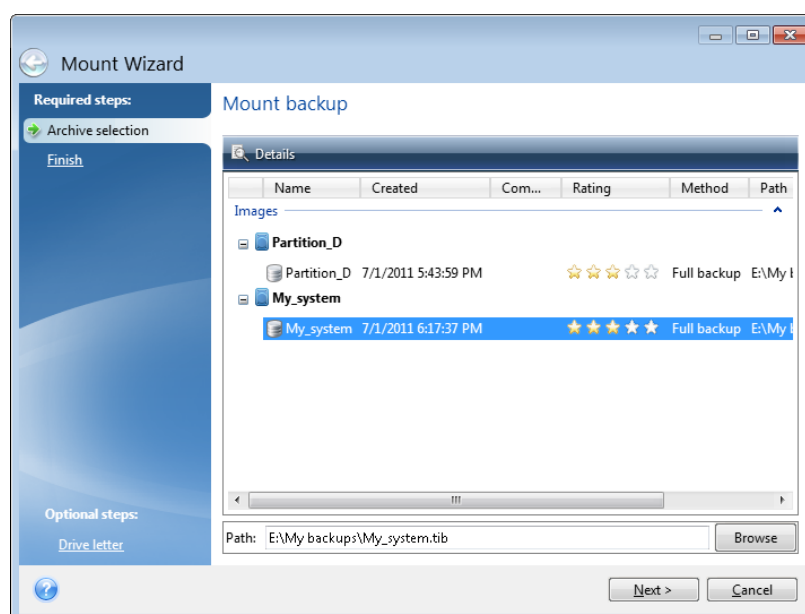 Mount Wizard
Required steps:
Archive selection
Finish
Optional steps:
Drive letter
Mount backup
Details
Name Created Com... Rating Method Path
Images
Partition_D
Partition_D 7/1/2011 5:43:59 PM Full backup E:\My
My_system
My_system 7/1/2011 6:17:37 PM Full backup E:\My
Path: E:\My backups\My_system.tib Browse
Next > Cancel